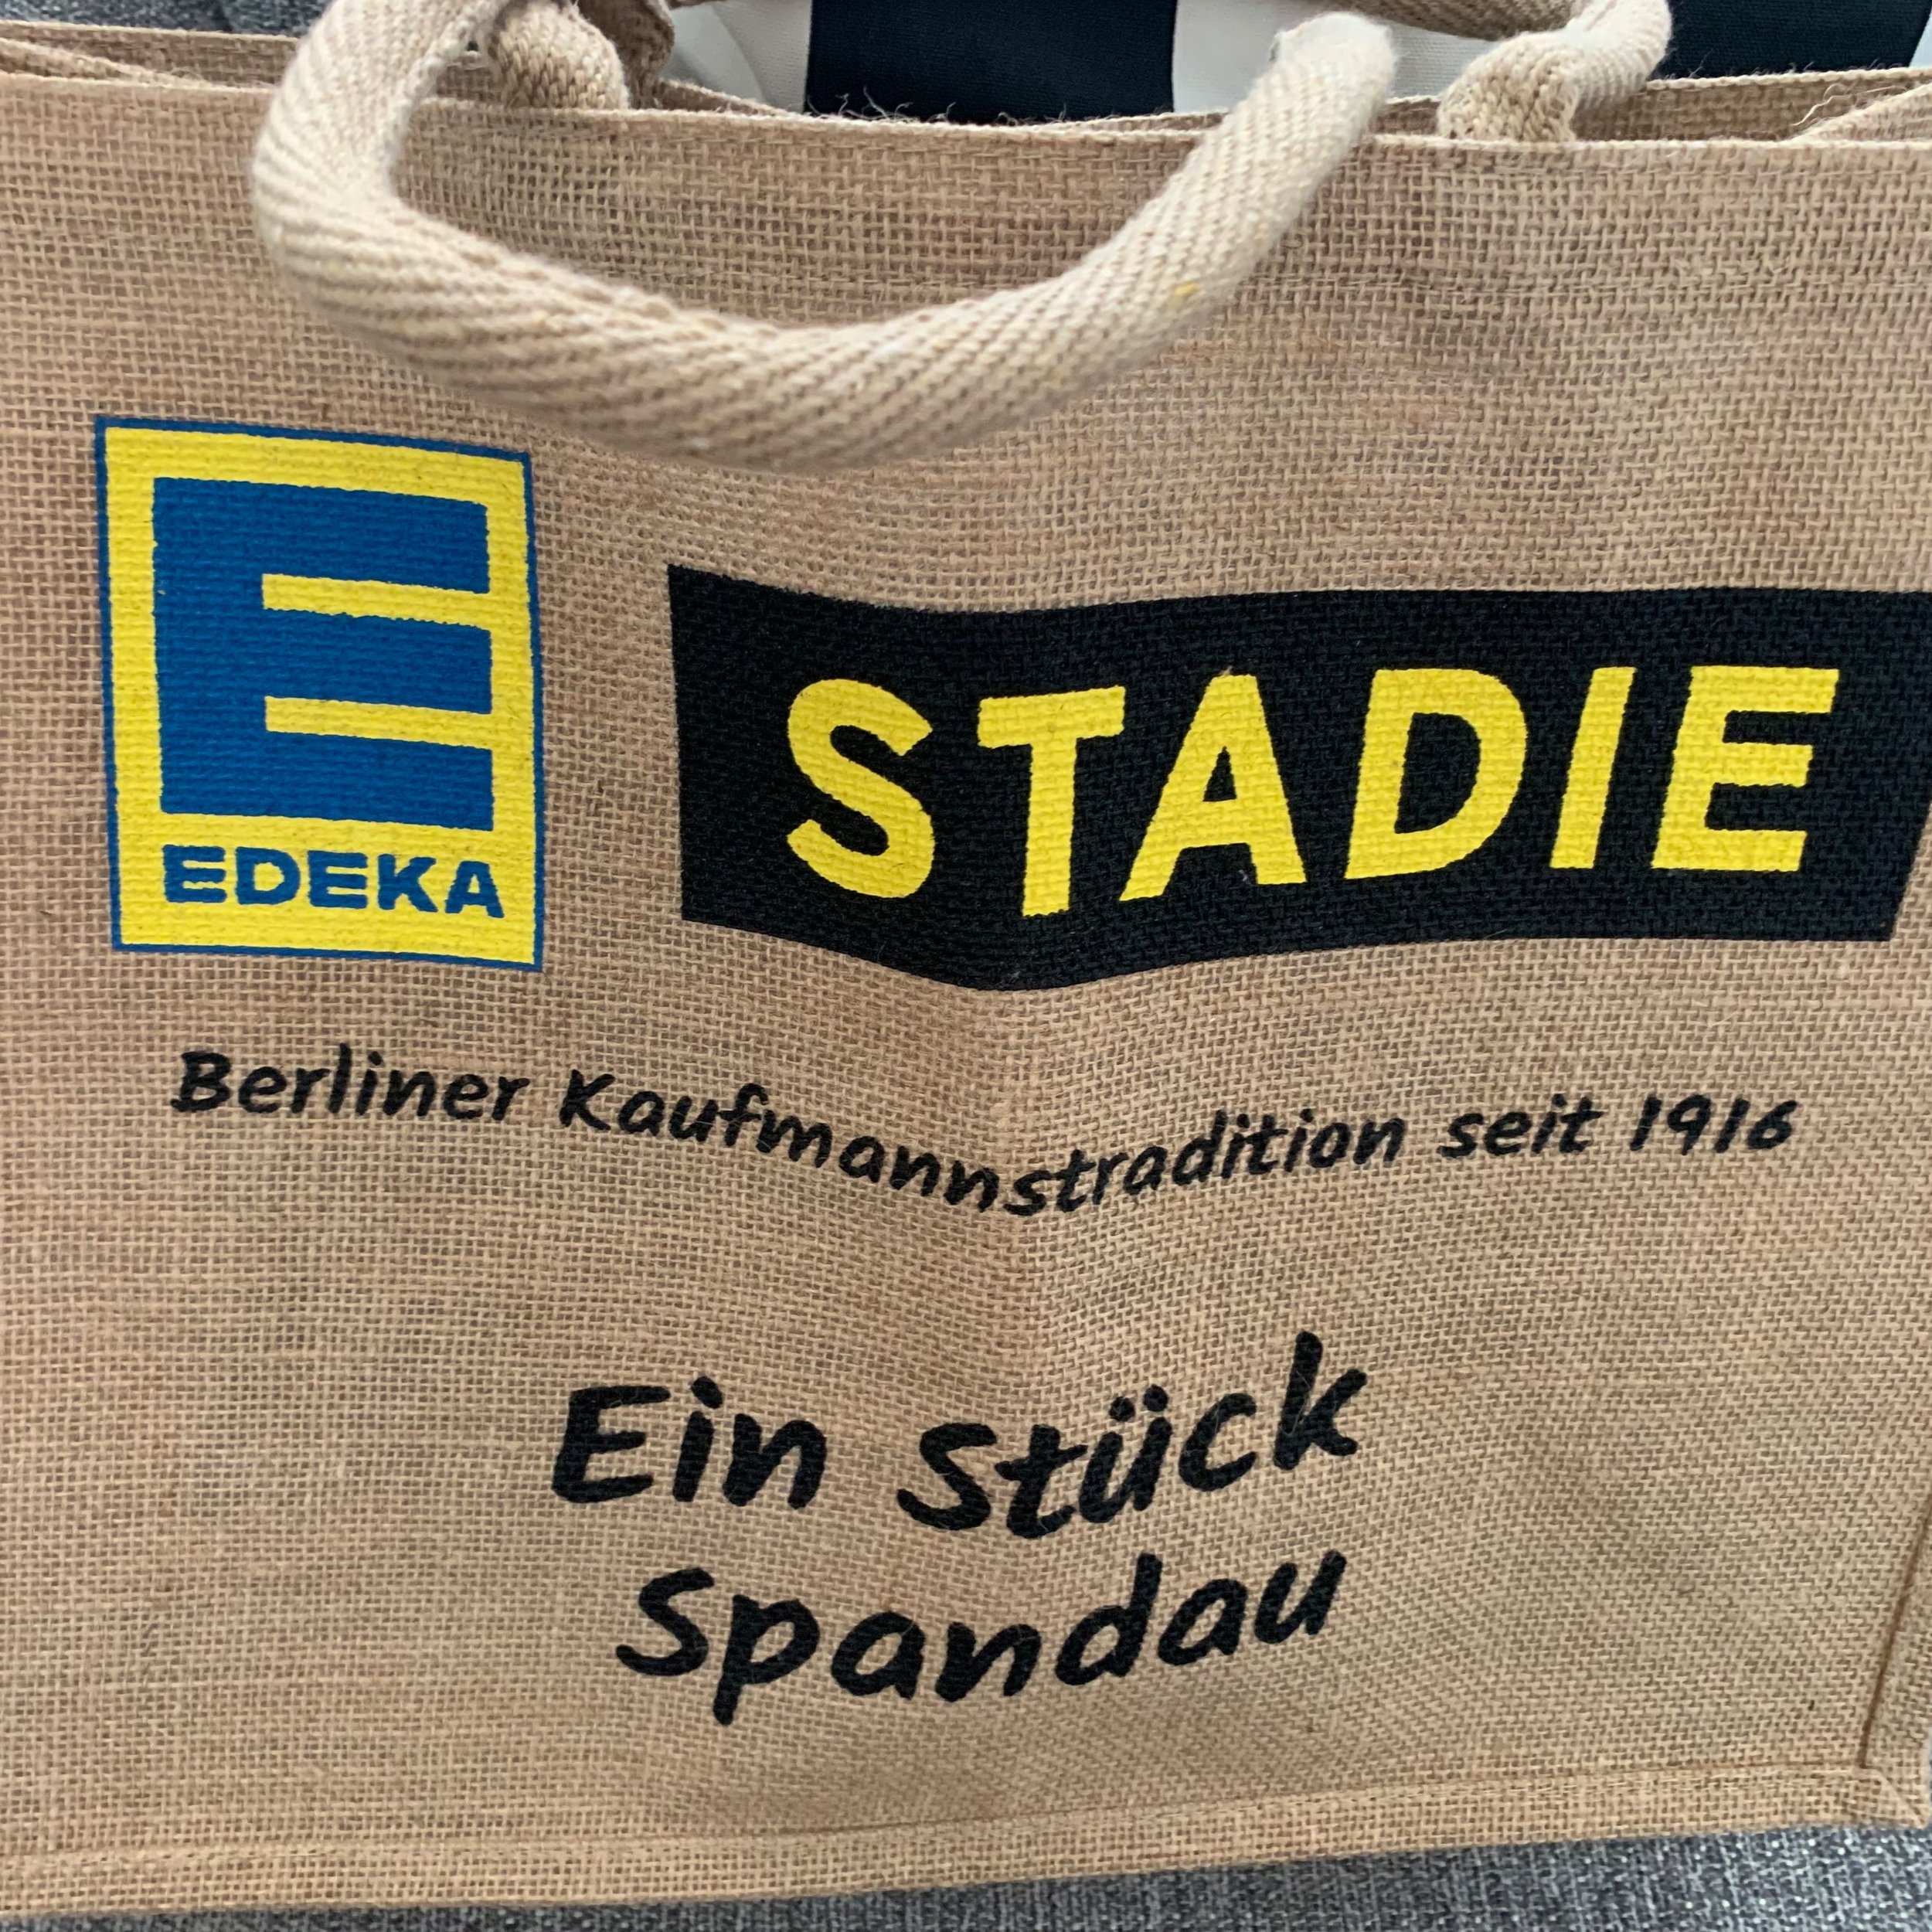 E
EDEKA
STADIE
Berliner Kaufmannstradition seit 1916
Ein Stück
Spandau